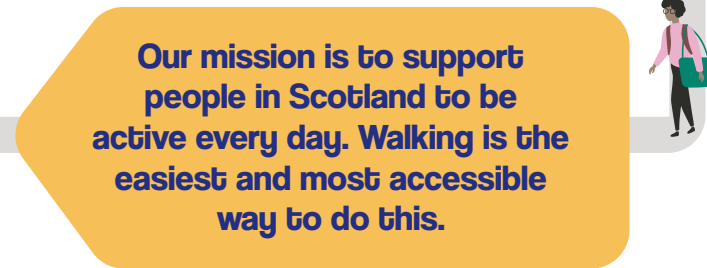 Our mission is to support
people in Scotland to be
active every day. Walking is the
easiest and most accessible
way to do this.